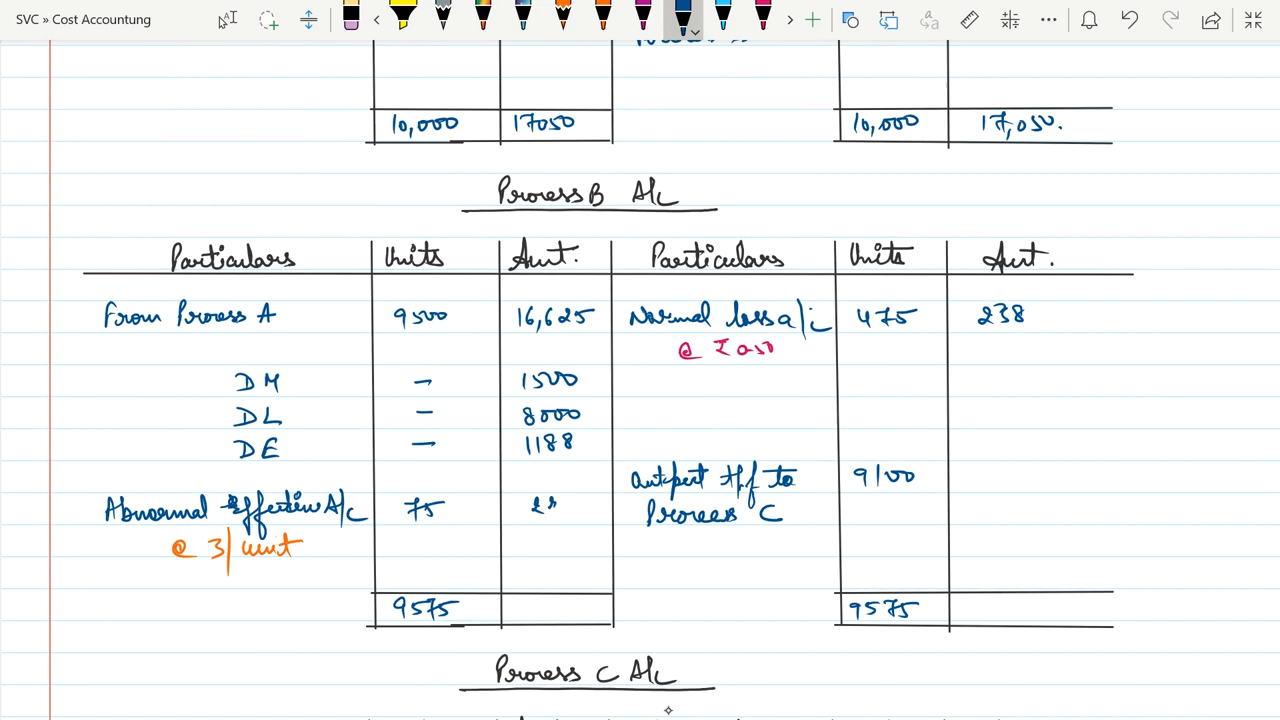 SVC » Cost Accountung
10,000 17050 10,000 17,050.
Process B A/c
Particulars Units Amt. Particulars Units Amt.
From Process A 9500 16,625 Normal loss a/c 475 238
@ ₹ 0.50
DM – 1500
DL – 8000
DE – 1188
Output tf to 9100
Abnormal Effective A/c 75 Process C
@ 3/unit
9575 9575
Process C A/c